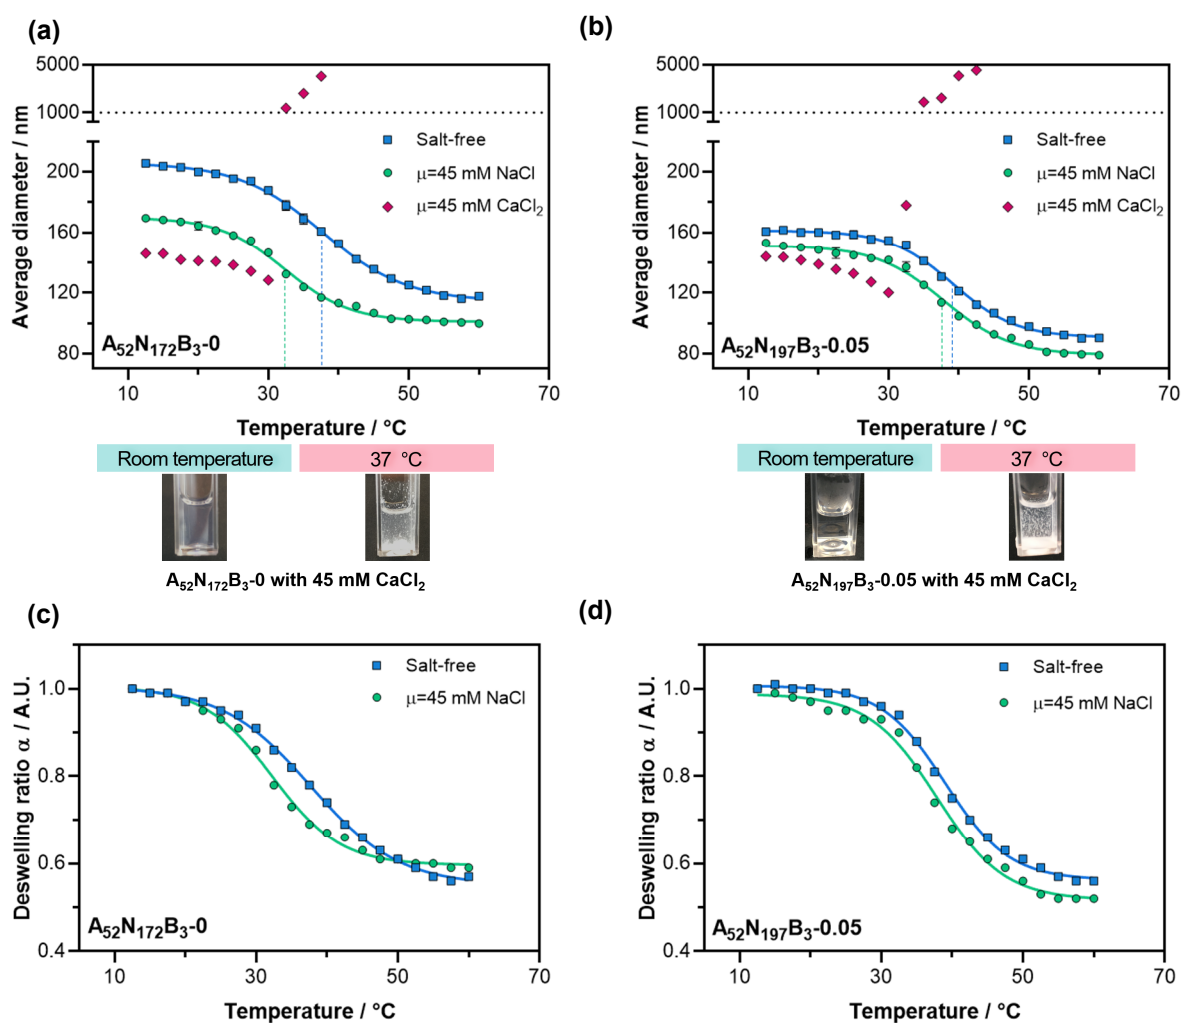 (a)
5000
1000
200
160
120
80
Average diameter / nm
Salt-free
μ=45 mM NaCl
μ=45 mM CaCl₂
A₅₂N₁₇₂B₃-0
10
30
50
70
Temperature / °C
Room temperature
37 °C
A₅₂N₁₇₂B₃-0 with 45 mM CaCl₂
(b)
5000
1000
200
160
120
80
Average diameter / nm
Salt-free
μ=45 mM NaCl
μ=45 mM CaCl₂
A₅₂N₁₉₇B₃-0.05
10
30
50
70
Temperature / °C
Room temperature
37 °C
A₅₂N₁₉₇B₃-0.05 with 45 mM CaCl₂
(c)
1.0
0.8
0.6
0.4
Deswelling ratio α / A.U.
Salt-free
μ=45 mM NaCl
A₅₂N₁₇₂B₃-0
10
30
50
70
Temperature / °C
(d)
1.0
0.8
0.6
0.4
Deswelling ratio α / A.U.
Salt-free
μ=45 mM NaCl
A₅₂N₁₉₇B₃-0.05
10
30
50
70
Temperature / °C